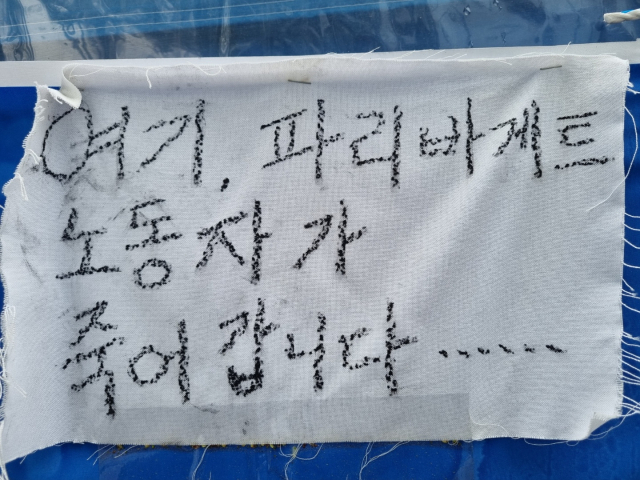 여기, 파리바게트
노동자가
죽어갑니다......